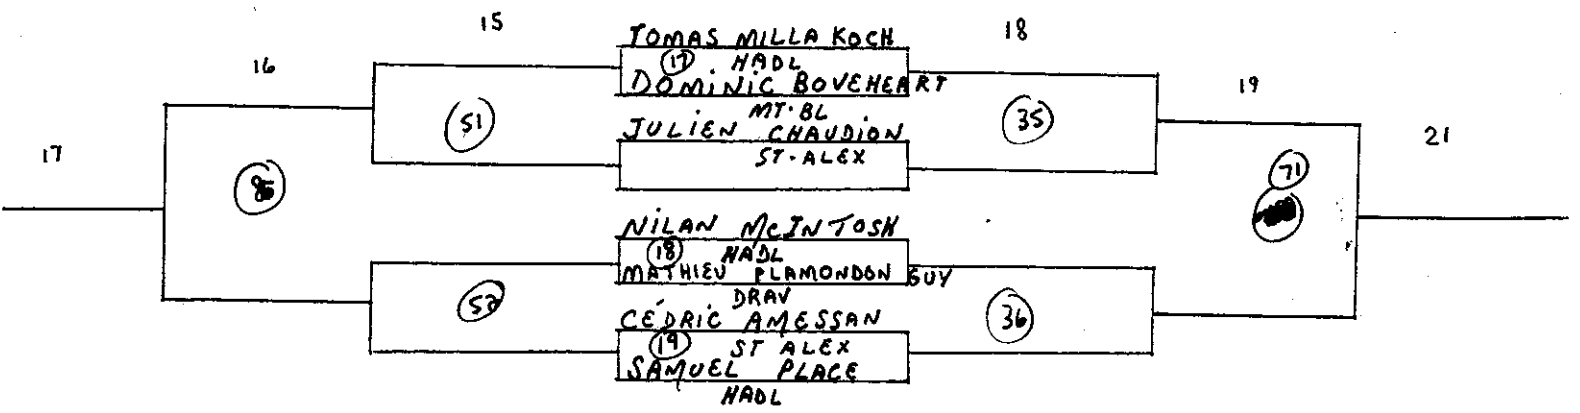 15
TOMAS MILLA KOCH
18
16
17 HADL
DOMINIC BOVEHEART
19
MT. BL
51
JULIEN CHAUDION
35
17
ST. ALEX
21
71
NILAN McINTOSH
18 HADL
MATHIEU PLAMONDON GUY
52
DRAV
36
CÉDRIC AMESSAN
19 ST ALEX
SAMUEL PLACE
HADL